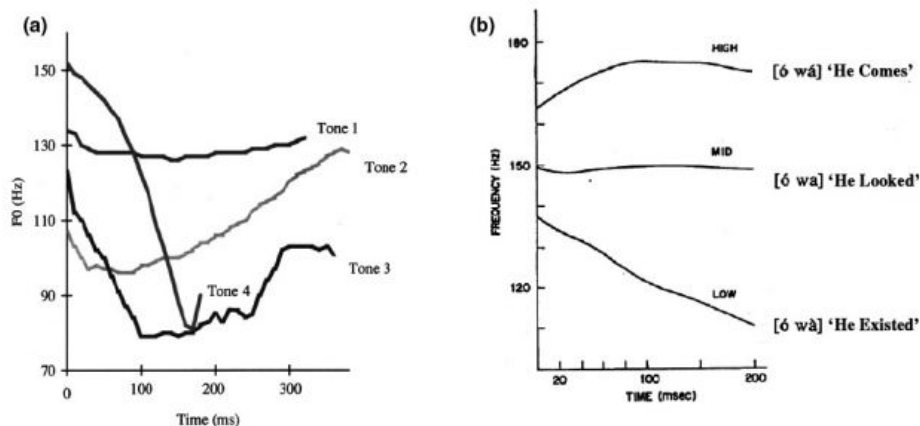 (a)
150
130
110
90
70
F0 (Hz)
Tone 1
Tone 2
Tone 3
Tone 4
0
100
200
300
Time (ms)
(b)
180
150
120
FREQUENCY (HZ)
HIGH
MID
LOW
[ó wá] ‘He Comes’
[ó wa] ‘He Looked’
[ó wà] ‘He Existed’
20
100
200
TIME (msec)